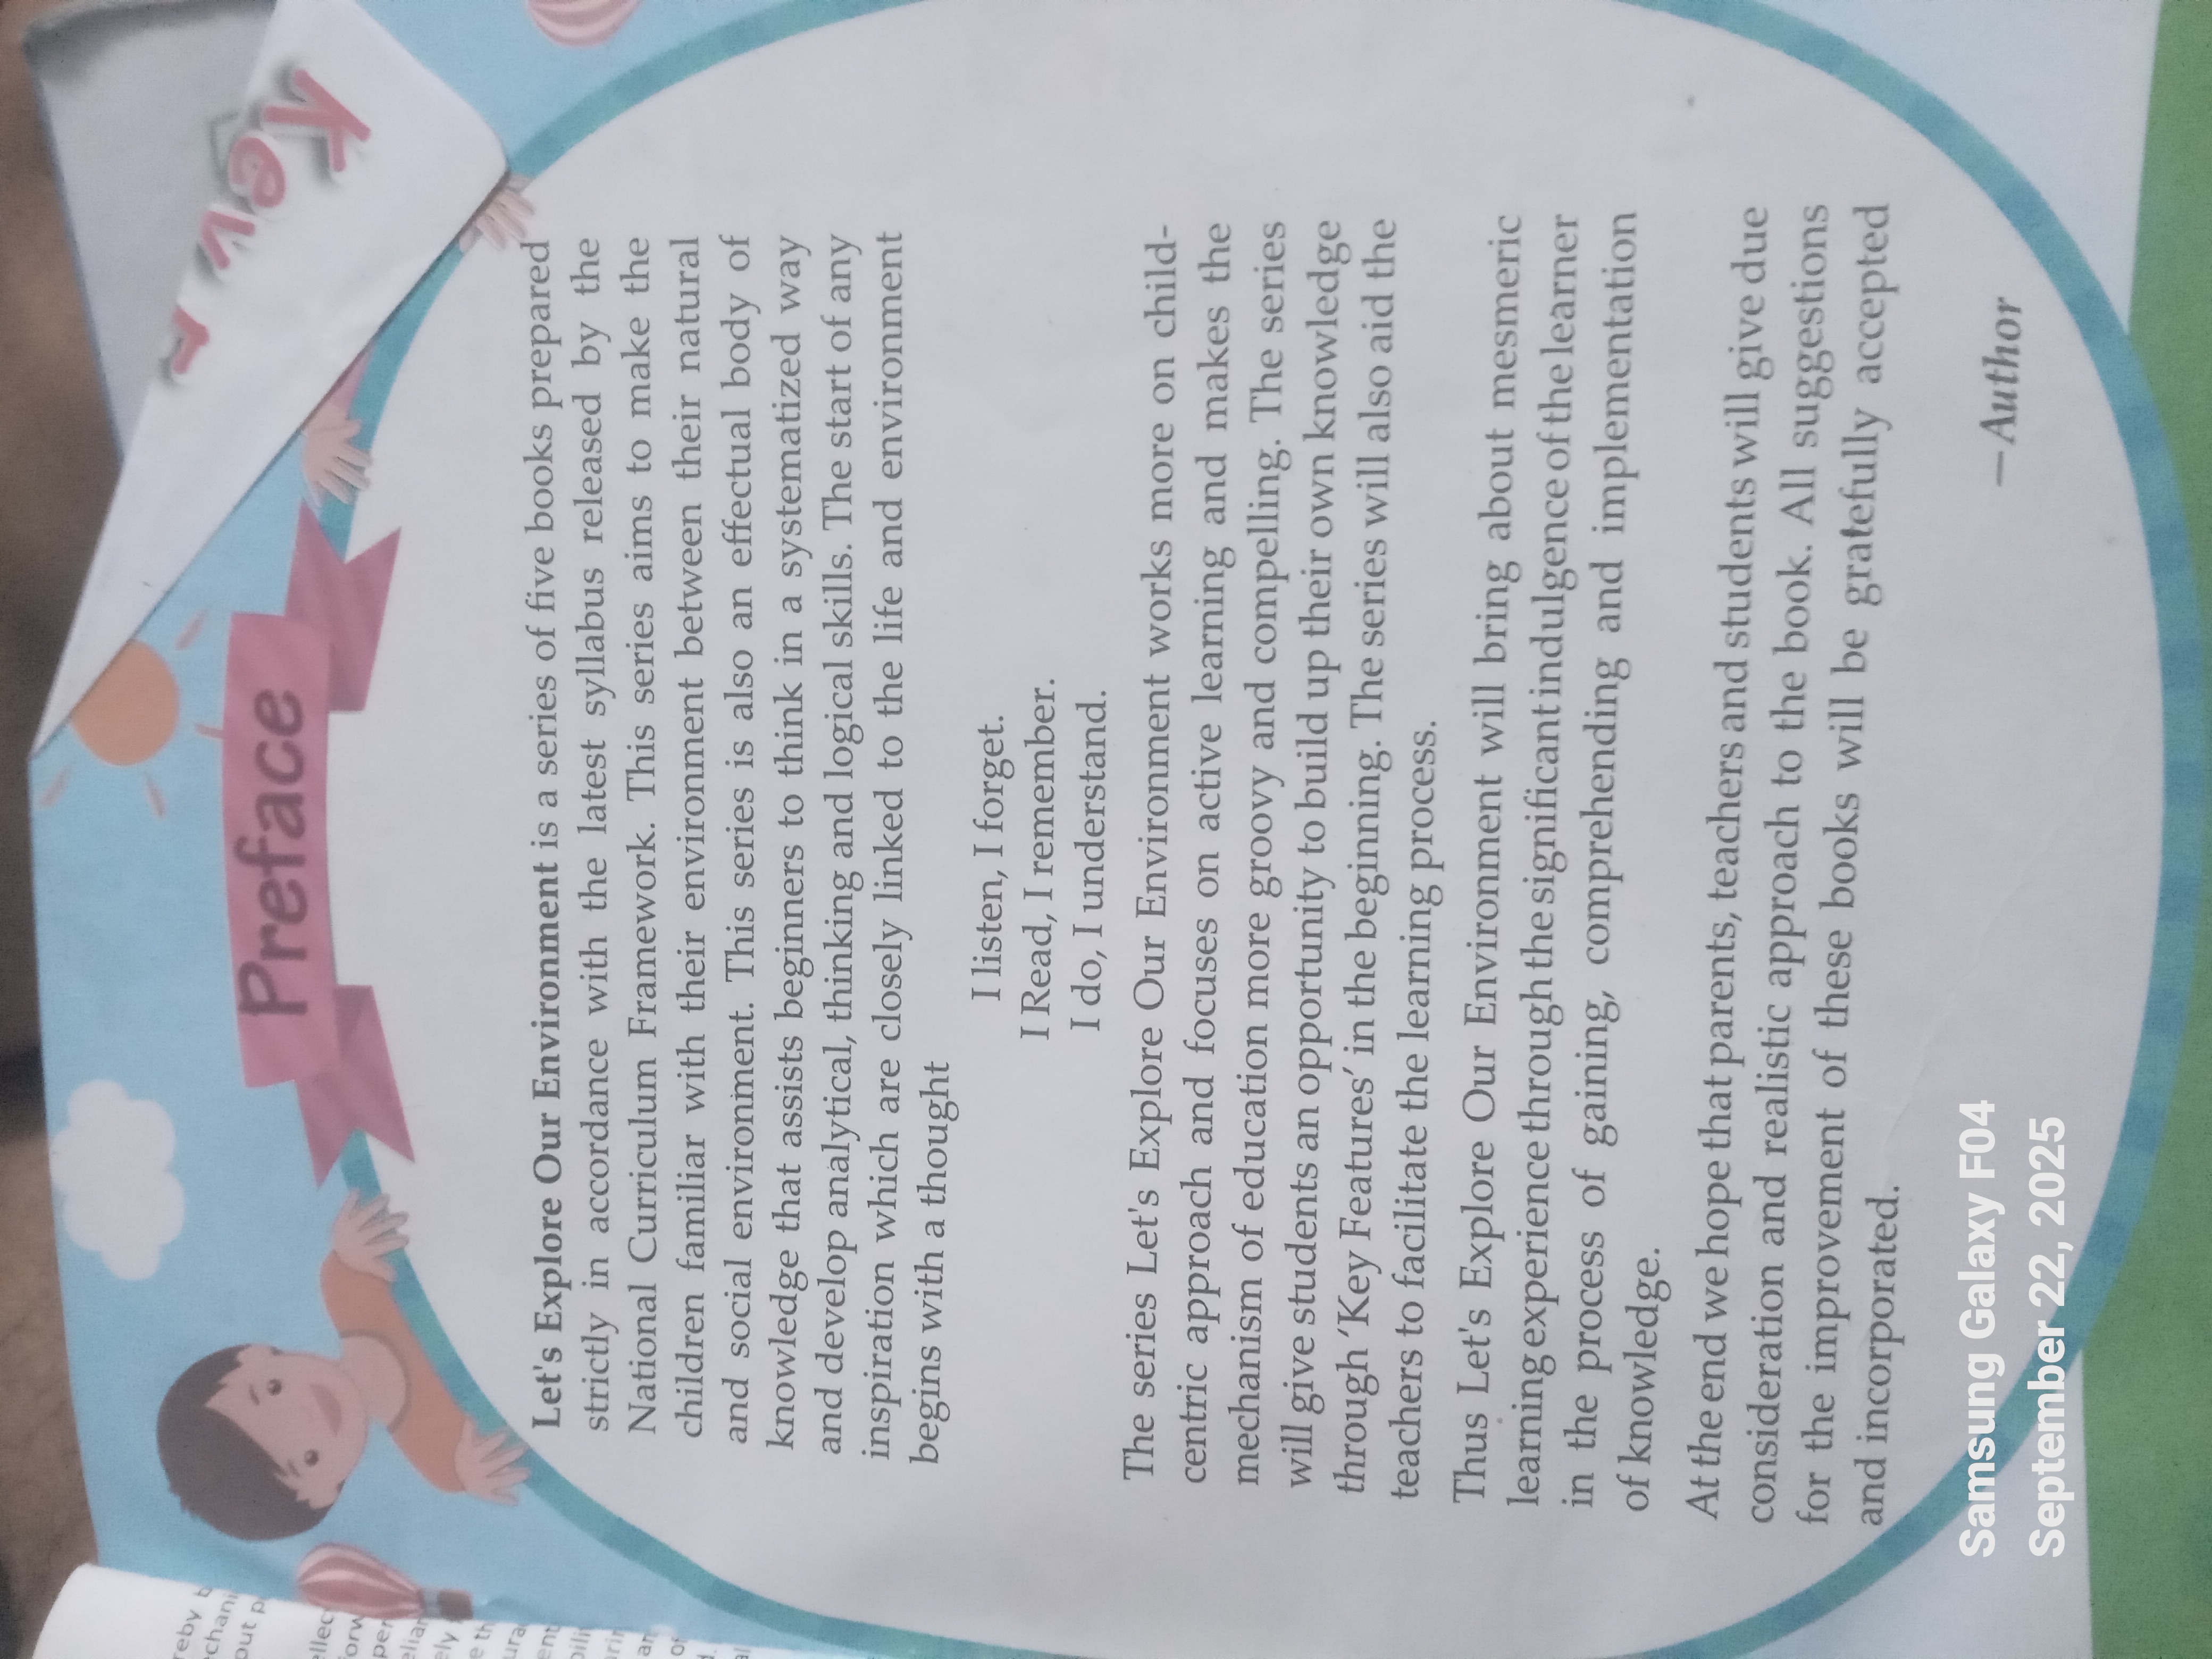 Preface
Let's Explore Our Environment is a series of five books prepared
strictly in accordance with the latest syllabus released by the
National Curriculum Framework. This series aims to make the
children familiar with their environment between their natural
and social environment. This series is also an effectual body of
knowledge that assists beginners to think in a systematized way
and develop analytical, thinking and logical skills. The start of any
inspiration which are closely linked to the life and environment
begins with a thought
I listen, I forget.
I Read, I remember.
I do, I understand.
The series Let's Explore Our Environment works more on child-
centric approach and focuses on active learning and makes the
mechanism of education more groovy and compelling. The series
will give students an opportunity to build up their own knowledge
through ‘Key Features’ in the beginning. The series will also aid the
teachers to facilitate the learning process.
Thus Let's Explore Our Environment will bring about mesmeric
learning experience through the significant indulgence of the learner
in the process of gaining, comprehending and implementation
of knowledge.
At the end we hope that parents, teachers and students will give due
consideration and realistic approach to the book. All suggestions
for the improvement of these books will be gratefully accepted
and incorporated.
—Author
Samsung Galaxy F04
September 22, 2025